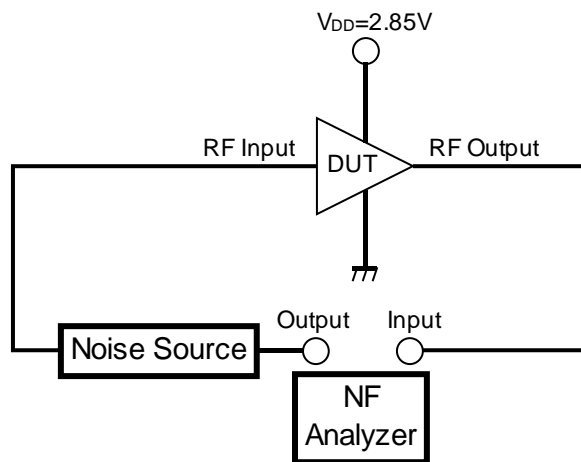 VDD=2.85V
RF Input
DUT
RF Output
Output
Input
Noise Source
NF
Analyzer